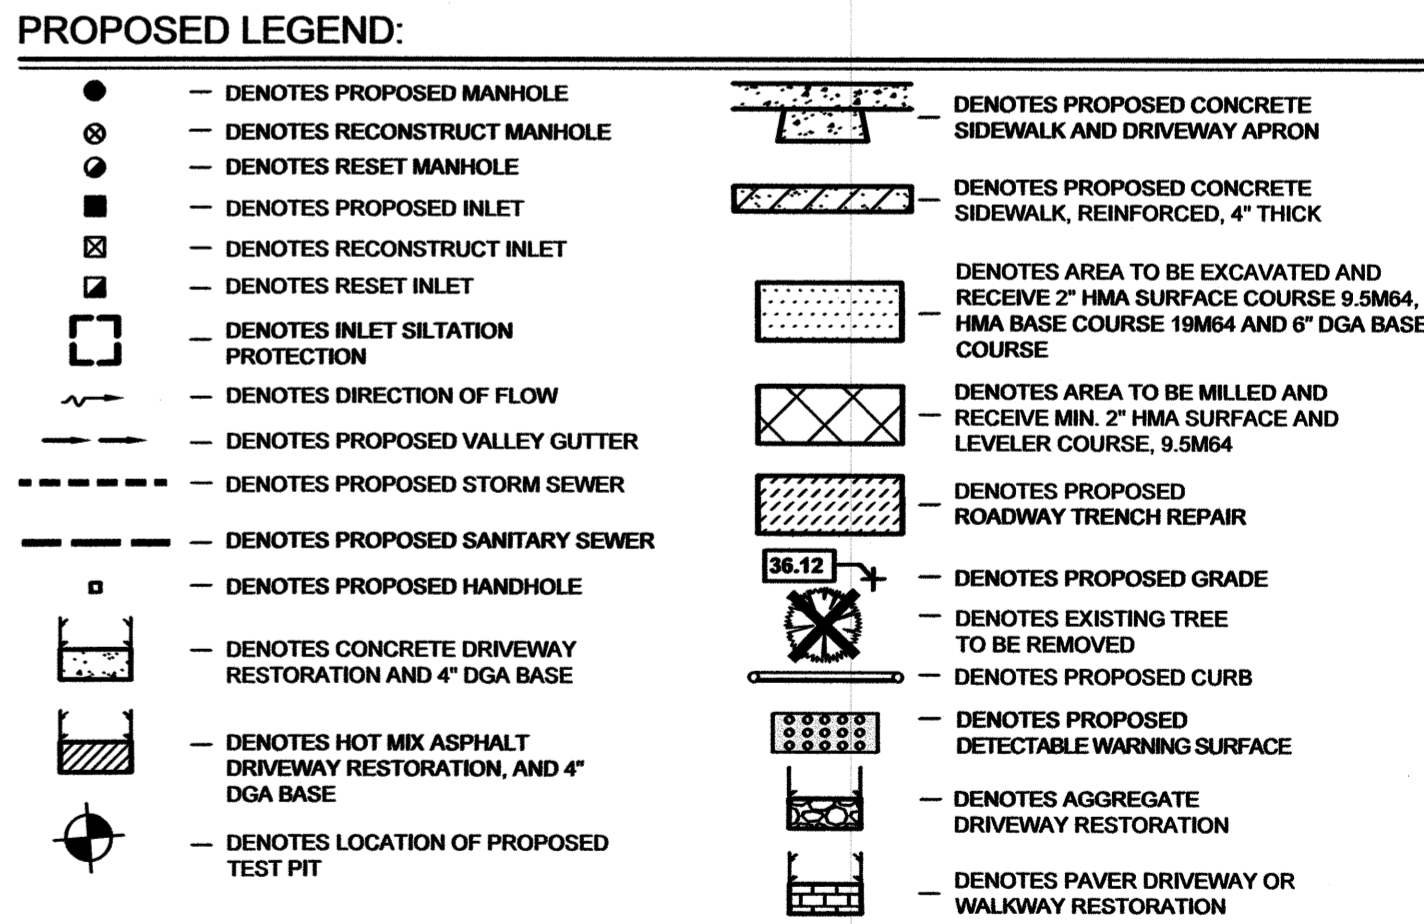 PROPOSED LEGEND:
— DENOTES PROPOSED MANHOLE
— DENOTES RECONSTRUCT MANHOLE
— DENOTES RESET MANHOLE
— DENOTES PROPOSED INLET
— DENOTES RECONSTRUCT INLET
— DENOTES RESET INLET
— DENOTES INLET SILTATION
PROTECTION
— DENOTES DIRECTION OF FLOW
— DENOTES PROPOSED VALLEY GUTTER
— DENOTES PROPOSED STORM SEWER
— DENOTES PROPOSED SANITARY SEWER
— DENOTES PROPOSED HANDHOLE
— DENOTES CONCRETE DRIVEWAY
RESTORATION AND 4" DGA BASE
— DENOTES HOT MIX ASPHALT
DRIVEWAY RESTORATION, AND 4"
DGA BASE
— DENOTES LOCATION OF PROPOSED
TEST PIT
— DENOTES PROPOSED CONCRETE
SIDEWALK AND DRIVEWAY APRON
— DENOTES PROPOSED CONCRETE
SIDEWALK, REINFORCED, 4" THICK
— DENOTES AREA TO BE EXCAVATED AND
RECEIVE 2" HMA SURFACE COURSE 9.5M64,
HMA BASE COURSE 19M64 AND 6" DGA BASE
COURSE
— DENOTES AREA TO BE MILLED AND
RECEIVE MIN. 2" HMA SURFACE AND
LEVELER COURSE, 9.5M64
— DENOTES PROPOSED
ROADWAY TRENCH REPAIR
36.12 — DENOTES PROPOSED GRADE
— DENOTES EXISTING TREE
TO BE REMOVED
— DENOTES PROPOSED CURB
— DENOTES PROPOSED
DETECTABLE WARNING SURFACE
— DENOTES AGGREGATE
DRIVEWAY RESTORATION
— DENOTES PAVER DRIVEWAY OR
WALKWAY RESTORATION